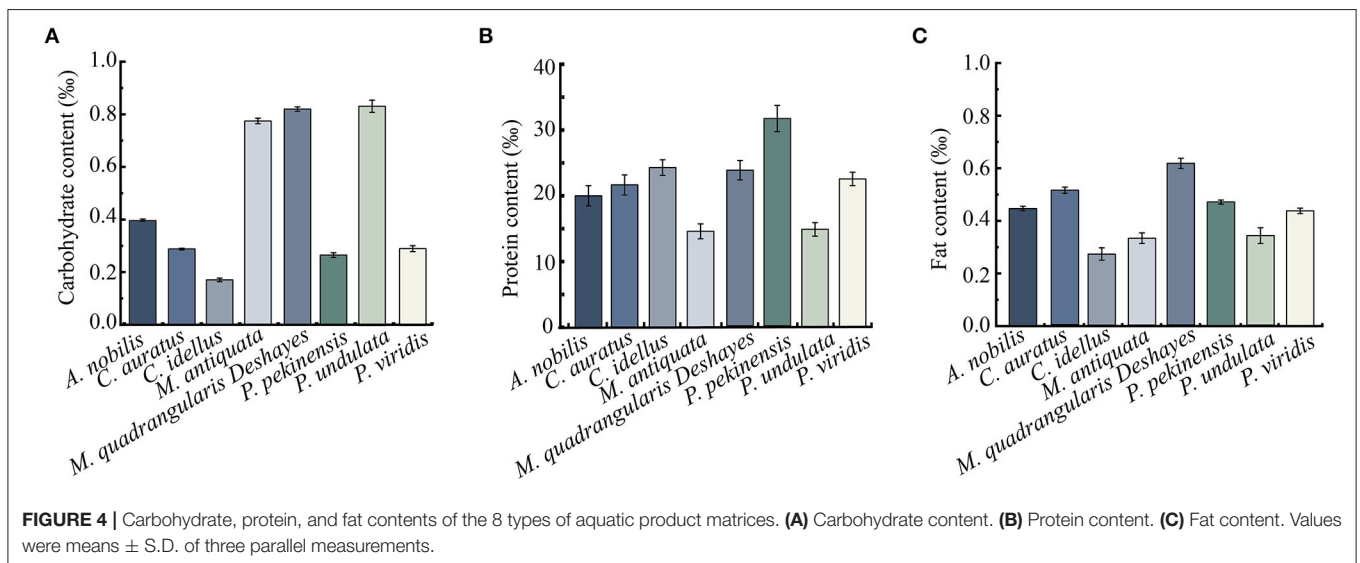 A
Carbohydrate content (‰)
1.0
0.8
0.6
0.4
0.2
0.0
A. nobilis
C. auratus
C. idellus
M. antiquata
M. quadrangularis Deshayes
P. pekinensis
P. undulata
P. viridis
B
Protein content (‰)
40
30
20
10
0
A. nobilis
C. auratus
C. idellus
M. antiquata
M. quadrangularis Deshayes
P. pekinensis
P. undulata
P. viridis
C
Fat content (‰)
1.0
0.8
0.6
0.4
0.2
0.0
A. nobilis
C. auratus
C. idellus
M. antiquata
M. quadrangularis Deshayes
P. pekinensis
P. undulata
P. viridis
FIGURE 4 | Carbohydrate, protein, and fat contents of the 8 types of aquatic product matrices. (A) Carbohydrate content. (B) Protein content. (C) Fat content. Values
were means ± S.D. of three parallel measurements.